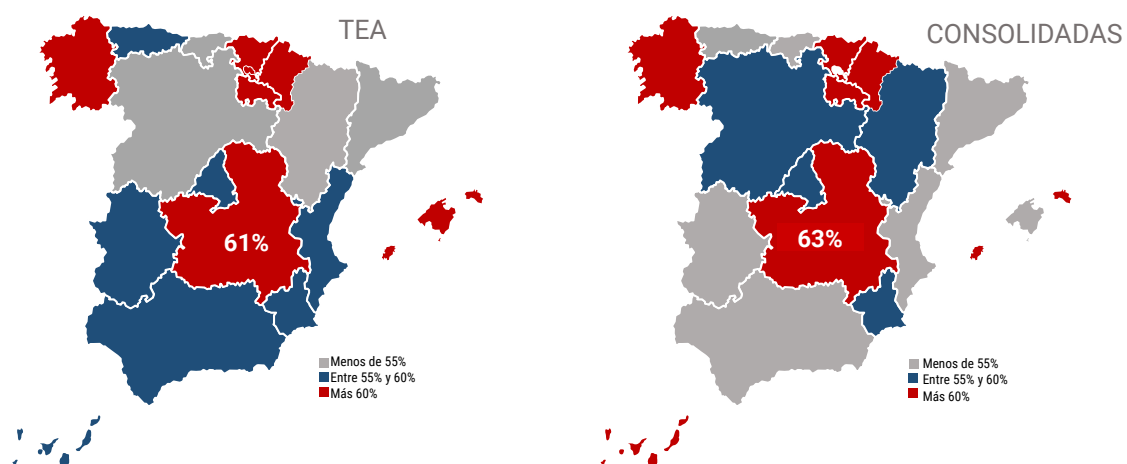 TEA
61%
Menos de 55%
Entre 55% y 60%
Más 60%
CONSOLIDADAS
63%
Menos de 55%
Entre 55% y 60%
Más 60%